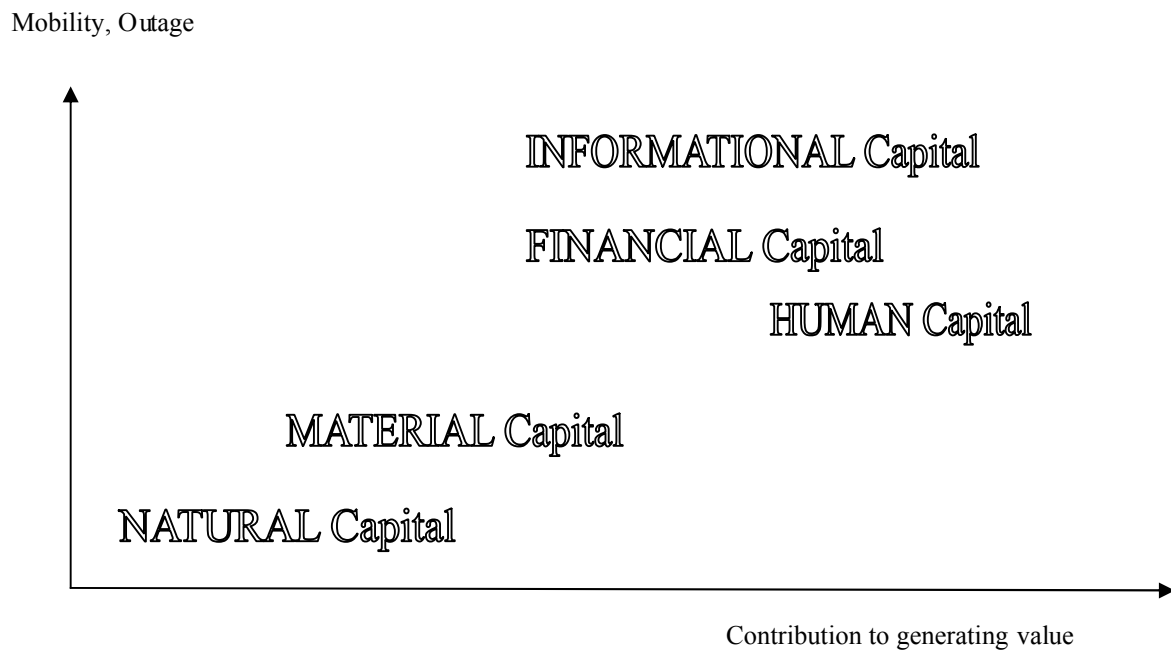 Mobility, Outage
INFORMATIONAL Capital
FINANCIAL Capital
HUMAN Capital
MATERIAL Capital
NATURAL Capital
Contribution to generating value